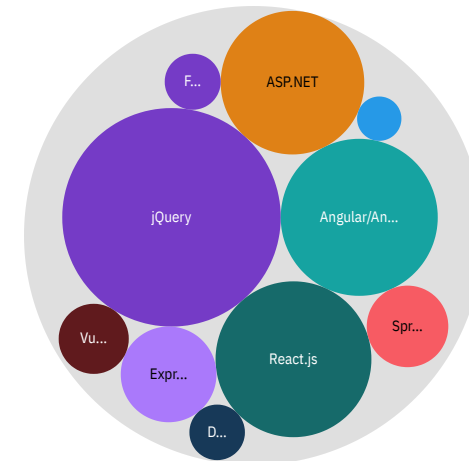 F...
ASP.NET
jQuery
Angular/An...
Vu...
Expr...
React.js
Spr...
D...